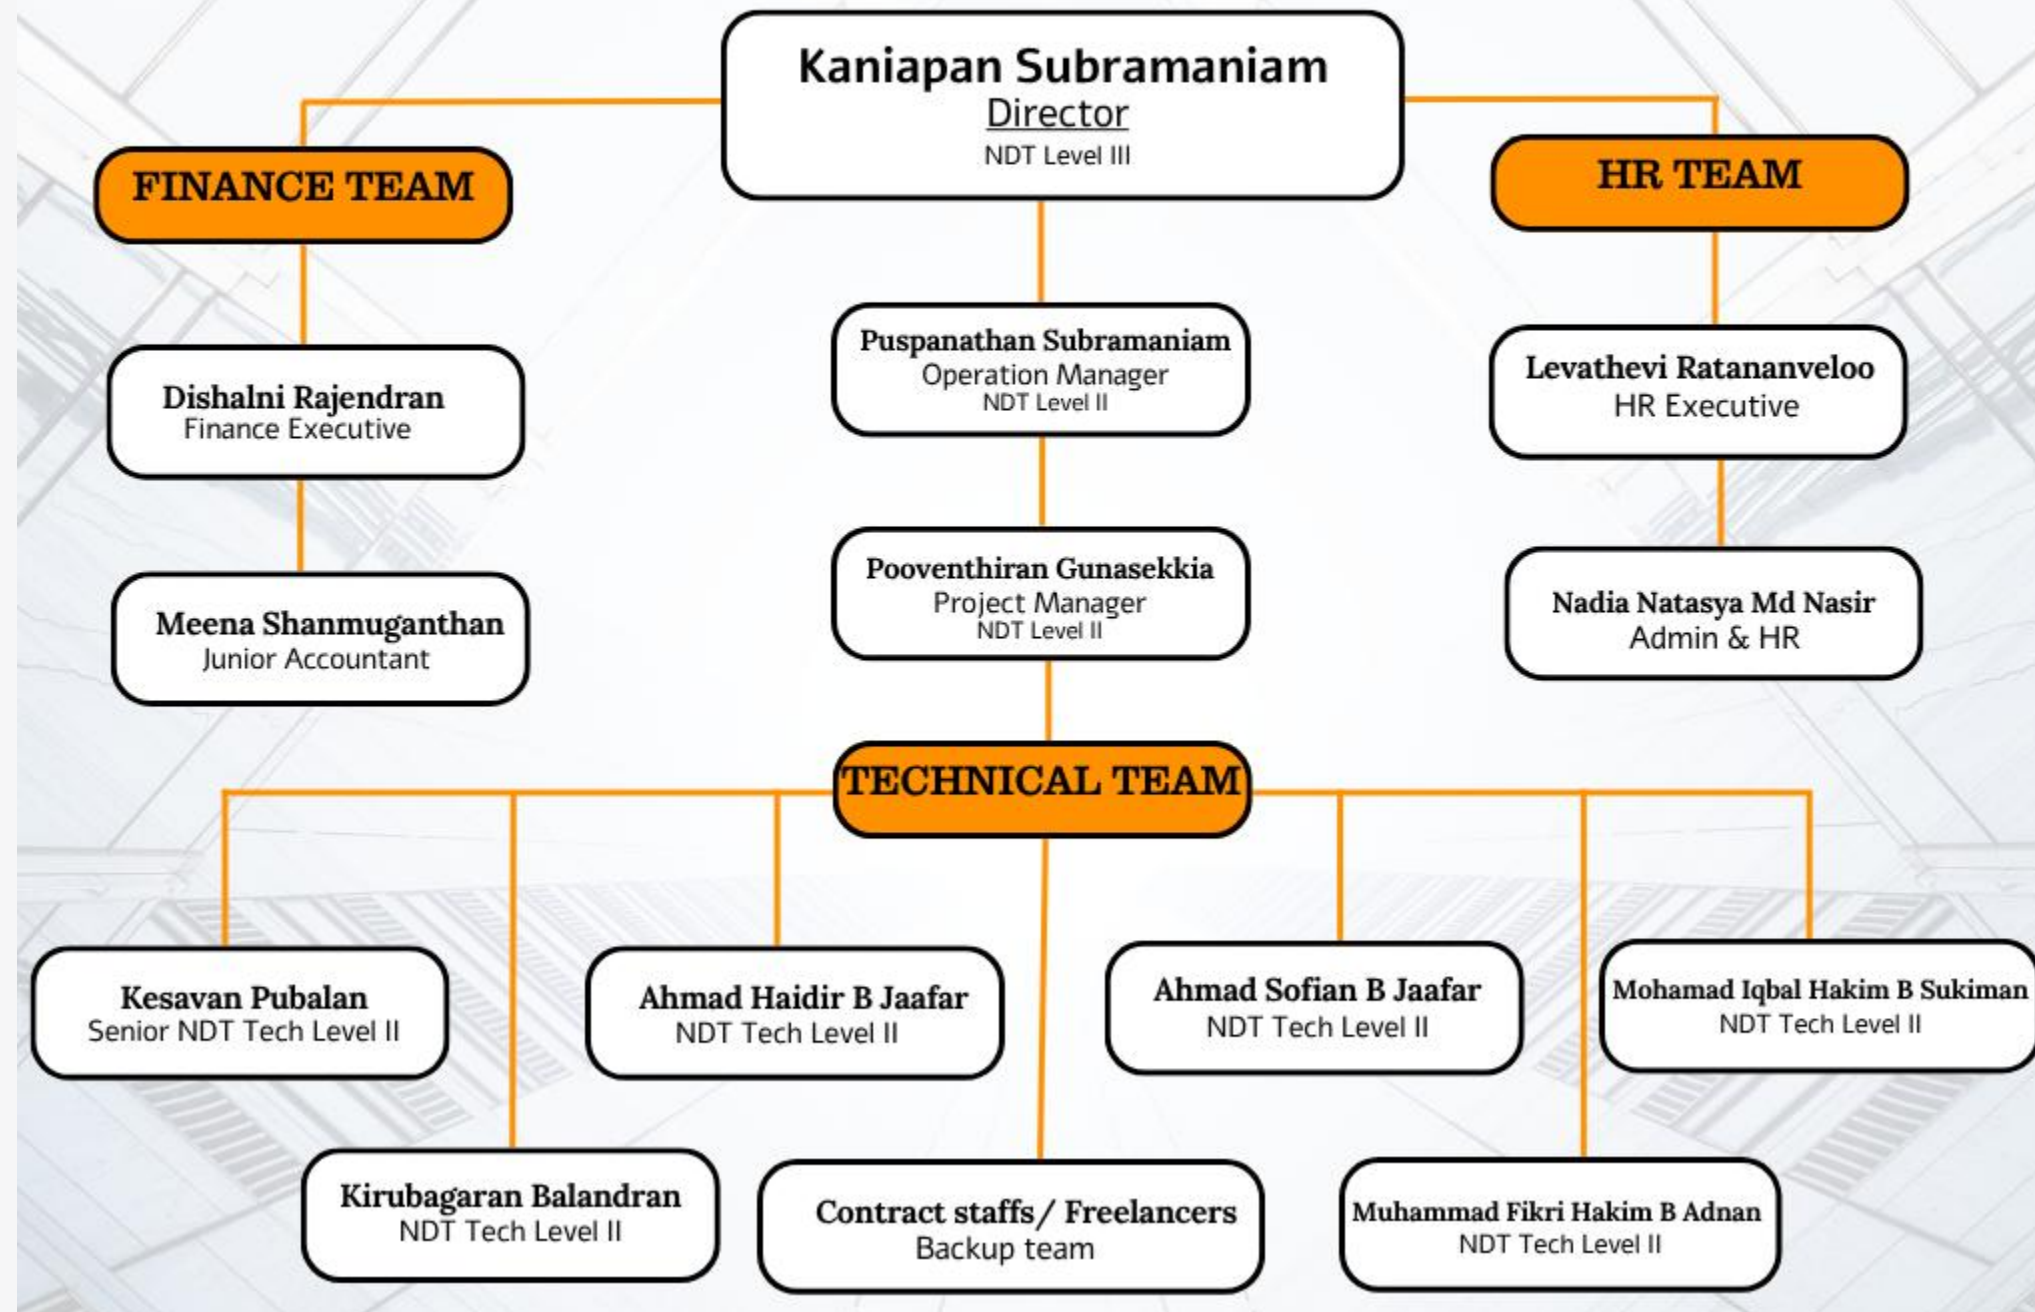 Kaniapan Subramaniam
Director
NDT Level III
FINANCE TEAM
HR TEAM
Puspanathan Subramaniam
Operation Manager
NDT Level II
Levathevi Ratananveloo
HR Executive
Dishalni Rajendran
Finance Executive
Pooventhiran Gunasekkia
Project Manager
NDT Level II
Nadia Natasya Md Nasir
Admin & HR
Meena Shanmuganthan
Junior Accountant
TECHNICAL TEAM
Kesavan Pubalan
Senior NDT Tech Level II
Ahmad Haidir B Jaafar
NDT Tech Level II
Ahmad Sofian B Jaafar
NDT Tech Level II
Mohamad Iqbal Hakim B Sukiman
NDT Tech Level II
Kirubagaran Balandran
NDT Tech Level II
Contract staffs/ Freelancers
Backup team
Muhammad Fikri Hakim B Adnan
NDT Tech Level II